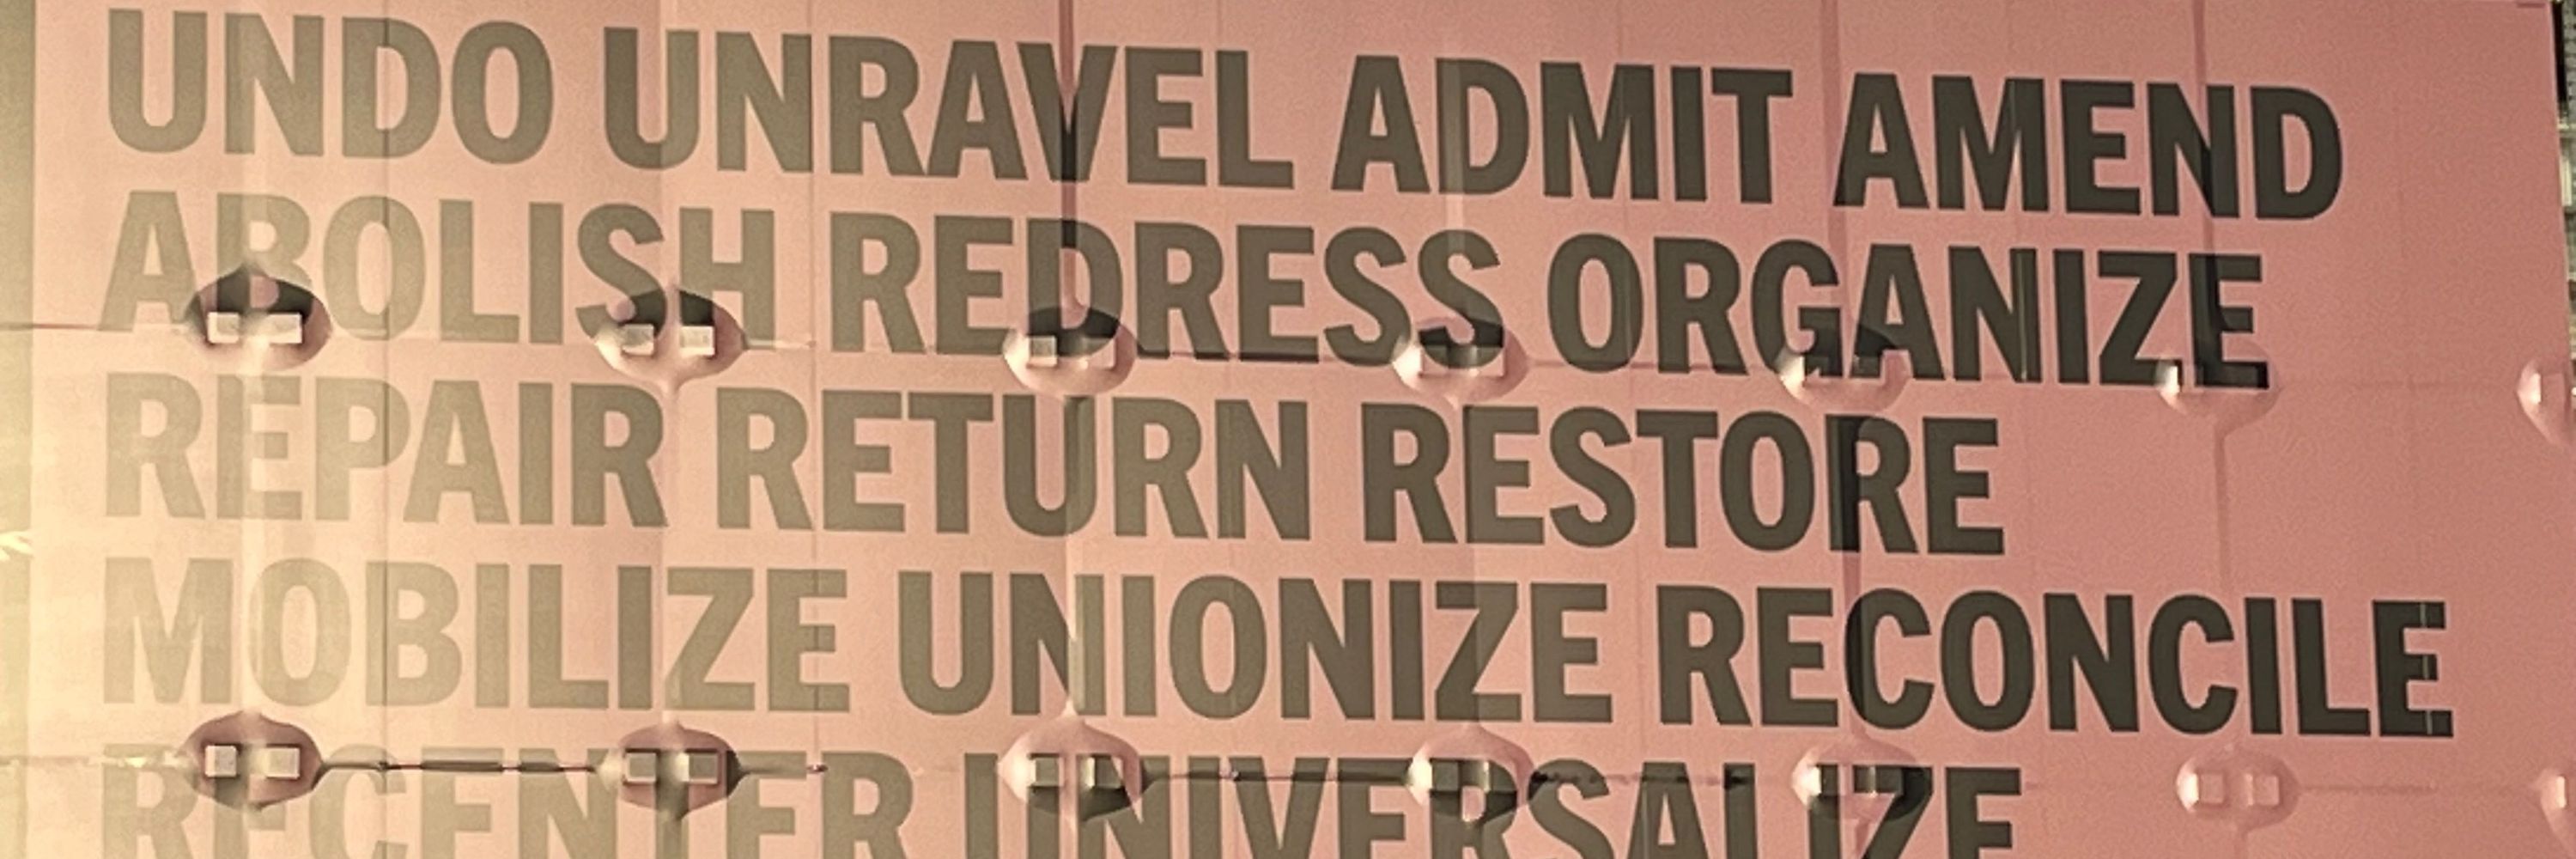 UNDO UNRAVEL ADMIT AMEND
ABOLISH REDRESS ORGANIZE
REPAIR RETURN RESTORE
MOBILIZE UNIONIZE RECONCILE
RECENTER UNIVERSALIZE